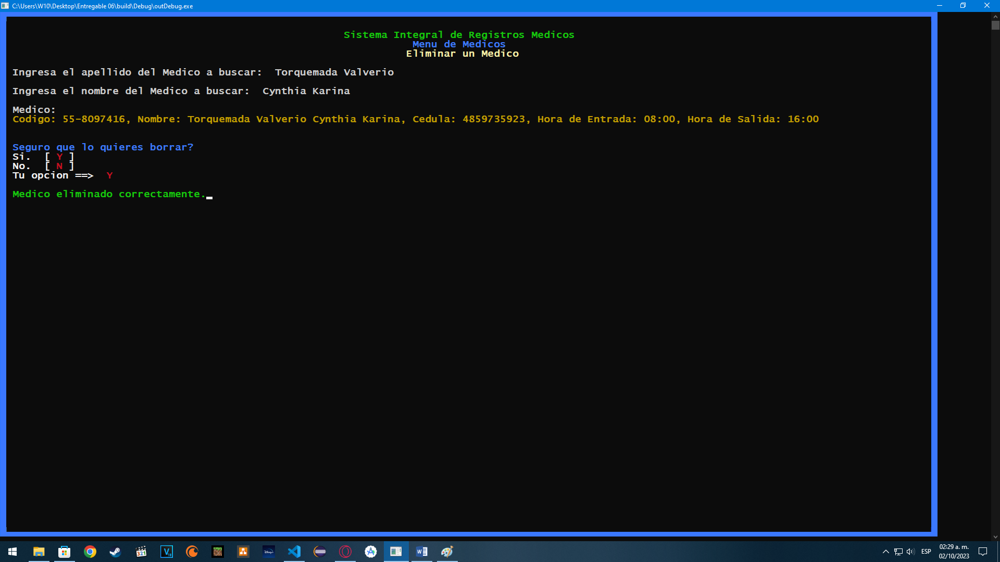 C:\Users\W10\Desktop\Entregable 06\build\Debug\outDebug.exe
Sistema Integral de Registros Medicos
Menu de Medicos
Eliminar un Medico
Ingresa el apellido del Medico a buscar:  Torquemada Valverio
Ingresa el nombre del Medico a buscar:  Cynthia Karina
Medico:
Codigo: 55-8097416, Nombre: Torquemada Valverio Cynthia Karina, Cedula: 4859735923, Hora de Entrada: 08:00, Hora de Salida: 16:00
Seguro que lo quieres borrar?
Si.  [ Y ]
No.  [ N ]
Tu opcion ==>  Y
Medico eliminado correctamente.
321
V
Disney+
W
ESP
02:29 a. m.
02/10/2023